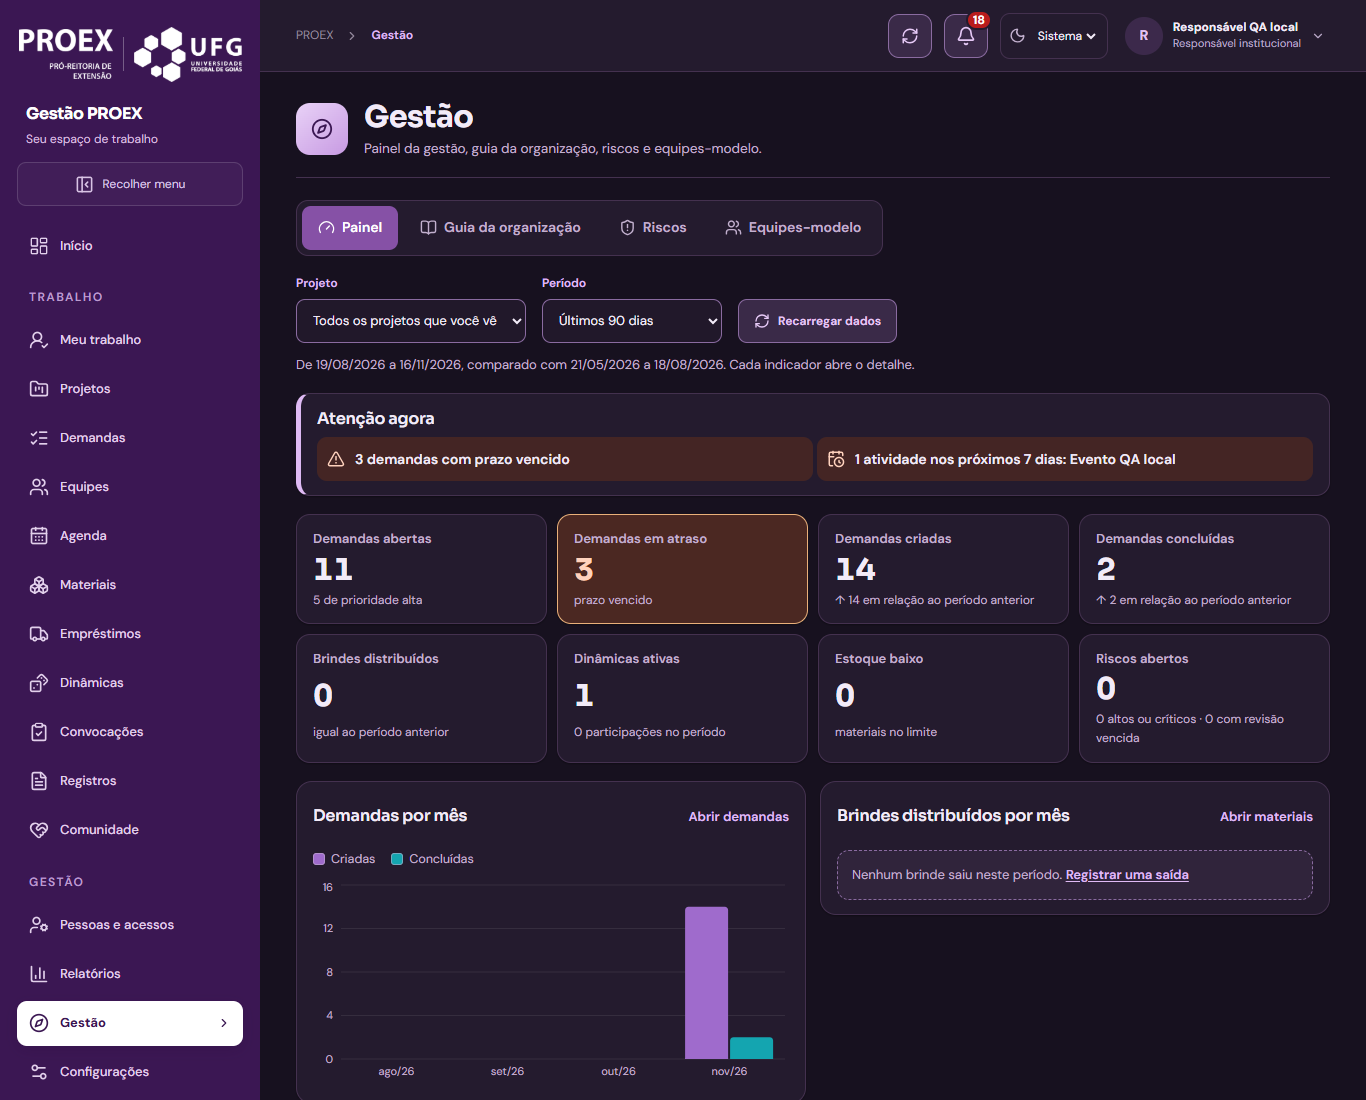 PROEX
PRÓ-REITORIA DE
EXTENSÃO
UFG
UNIVERSIDADE
FEDERAL DE GOIÁS
Gestão PROEX
Seu espaço de trabalho
Recolher menu
Início
TRABALHO
Meu trabalho
Projetos
Demandas
Equipes
Agenda
Materiais
Empréstimos
Dinâmicas
Convocações
Registros
Comunidade
GESTÃO
Pessoas e acessos
Relatórios
Gestão
Configurações
PROEX > Gestão
18
Sistema
R
Responsável QA local
Responsável institucional
Gestão
Painel da gestão, guia da organização, riscos e equipes-modelo.
Painel
Guia da organização
Riscos
Equipes-modelo
Projeto
Período
Todos os projetos que você vê
Últimos 90 dias
Recarregar dados
De 19/08/2026 a 16/11/2026, comparado com 21/05/2026 a 18/08/2026. Cada indicador abre o detalhe.
Atenção agora
3 demandas com prazo vencido
1 atividade nos próximos 7 dias: Evento QA local
Demandas abertas
11
5 de prioridade alta
Demandas em atraso
3
prazo vencido
Demandas criadas
14
↑ 14 em relação ao período anterior
Demandas concluídas
2
↑ 2 em relação ao período anterior
Brindes distribuídos
0
igual ao período anterior
Dinâmicas ativas
1
0 participações no período
Estoque baixo
0
materiais no limite
Riscos abertos
0
0 altos ou críticos · 0 com revisão
vencida
Demandas por mês
Abrir demandas
Criadas
Concluídas
16
12
8
4
0
ago/26
set/26
out/26
nov/26
Brindes distribuídos por mês
Abrir materiais
Nenhum brinde saiu neste período. Registrar uma saída